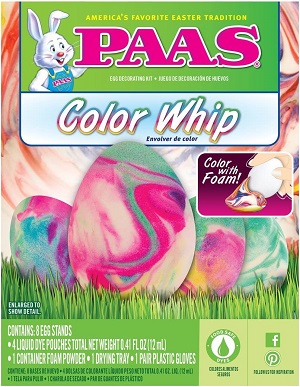 AMERICA'S FAVORITE EASTER TRADITION
PAAS®
EGG DECORATING KIT • JUEGO DE DECORACIÓN DE HUEVOS
Color Whip
Envolver de color
Color with Foam!
ENLARGED TO
SHOW DETAIL
CONTAINS: 8 EGG STANDS
4 LIQUID DYE POUCHES TOTAL NET WEIGHT 0.41 FL OZ (12 mL)
1 CONTAINER FOAM POWDER • 1 DRYING TRAY • 1 PAIR PLASTIC GLOVES
FOOD SAFE
DYES
COLORES ALIMENTOS
SEGUROS
FOLLOW US FOR INSPIRATION